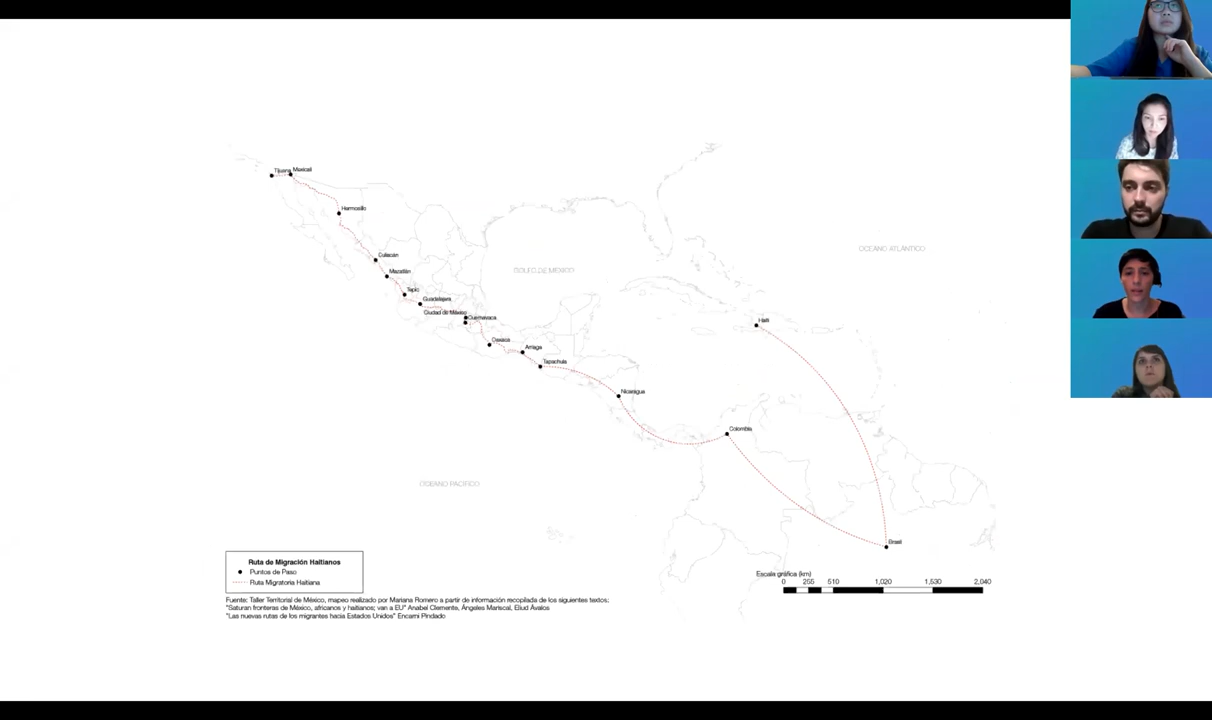 Tijuana
Mexicali
Hermosillo
Culiacán
Mazatlán
Tepic
Guadalajara
Ciudad de México
Cuernavaca
Oaxaca
Arriaga
Tapachula
Nicaragua
Colombia
Haití
Brasil
GOLFO DE MÉXICO
OCÉANO ATLÁNTICO
OCÉANO PACÍFICO
Ruta de Migración Haitianos
Puntos de Paso
Ruta Migratoria Haitiana
Escala gráfica (km)
0 255 510 1,020 1,530 2,040
Fuente: Taller Territorial de México, mapeo realizado por Mariana Romero a partir de información recopilada de los siguientes textos:
"Saturan fronteras de México, africanos y haitianos; van a EU" Anabel Clemente, Ángeles Mariscal, Eliud Ávalos
"Las nuevas rutas de los migrantes hacia Estados Unidos" Encarni Pindado